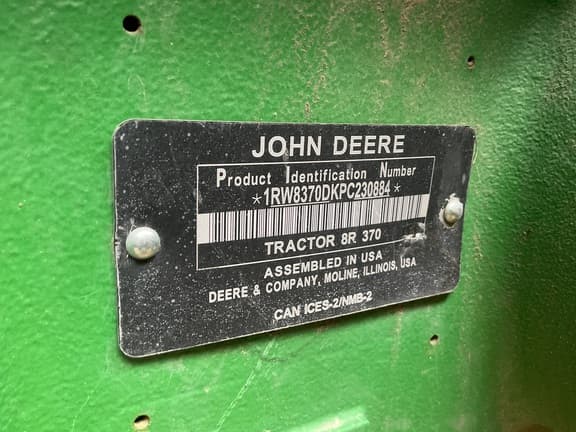 JOHN DEERE
Product Identification Number
*1RW8370DKPC230884*
TRACTOR 8R 370
ASSEMBLED IN USA
DEERE & COMPANY, MOLINE, ILLINOIS, USA
CAN ICES-2/NMB-2